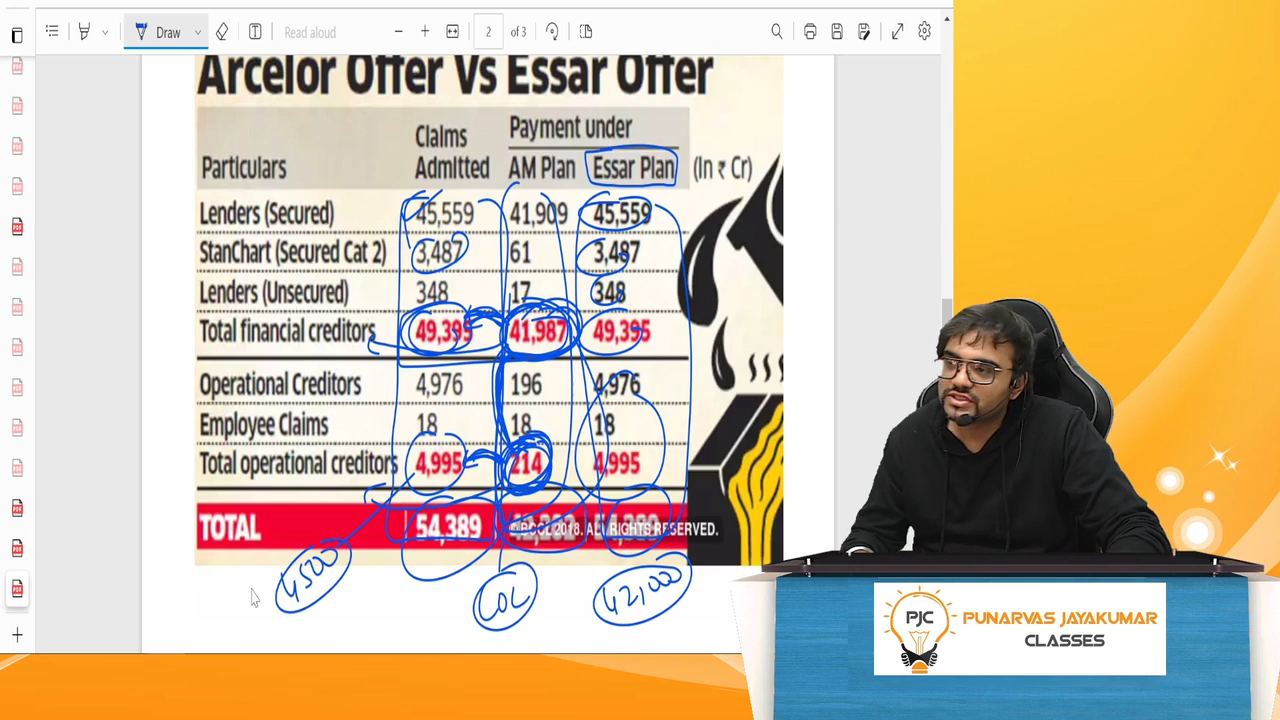 Draw
Read aloud
2
of 3
Arcelor Offer Vs Essar Offer
Particulars
Claims
Admitted
Payment under
AM Plan
Essar Plan
(In ₹ Cr)
Lenders (Secured) 45,559 41,909 45,559
StanChart (Secured Cat 2) 3,487 61 3,487
Lenders (Unsecured) 348 17 348
Total financial creditors 49,395 41,987 49,395
Operational Creditors 4,976 196 4,976
Employee Claims 18 18 18
Total operational creditors 4,995 214 4,995
TOTAL 54,389
© BCCL 2018. ALL RIGHTS RESERVED.
4500
COC
42,000
PJC
PUNARVAS JAYAKUMAR
CLASSES